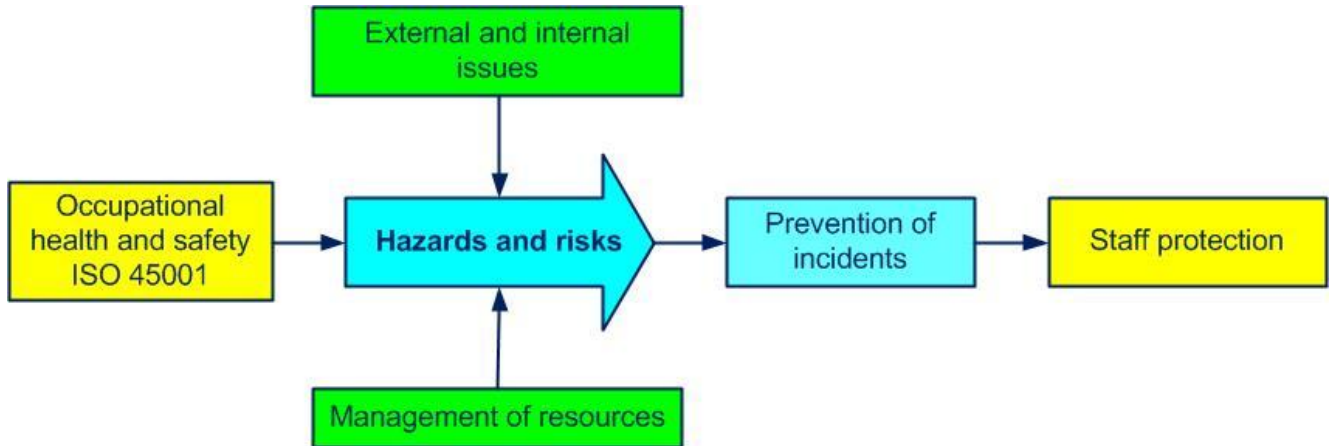 External and internal
issues
Occupational
health and safety
ISO 45001
Hazards and risks
Prevention of
incidents
Staff protection
Management of resources